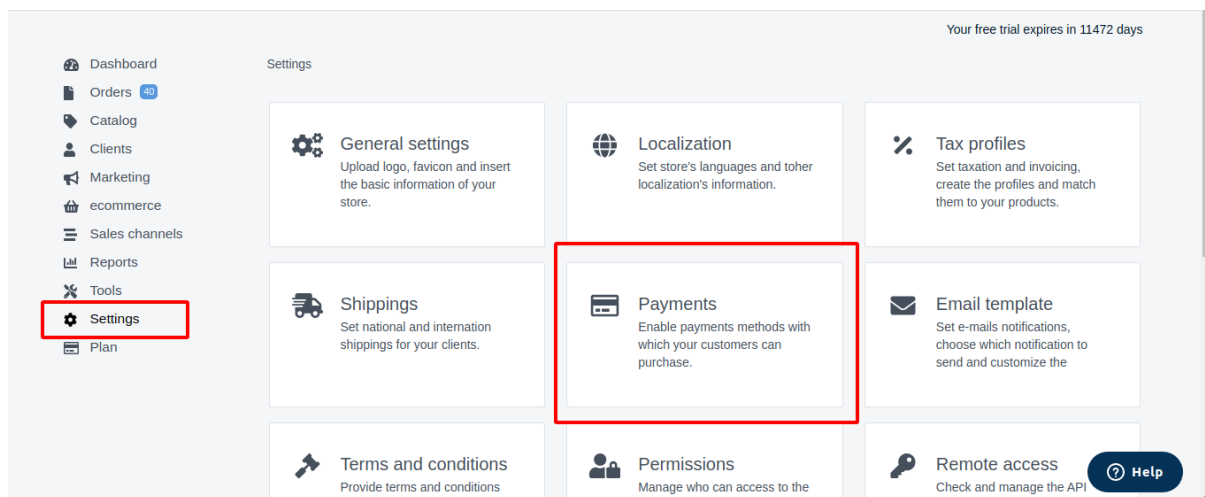 Your free trial expires in 11472 days
Dashboard
Orders 40
Catalog
Clients
Marketing
ecommerce
Sales channels
Reports
Tools
Settings
Plan
Settings
General settings
Upload logo, favicon and insert
the basic information of your
store.
Localization
Set store's languages and toher
localization's information.
Tax profiles
Set taxation and invoicing,
create the profiles and match
them to your products.
Shippings
Set national and internation
shippings for your clients.
Payments
Enable payments methods with
which your customers can
purchase.
Email template
Set e-mails notifications,
choose which notification to
send and customize the
Terms and conditions
Provide terms and conditions
Permissions
Manage who can access to the
Remote access
Check and manage the API
Help